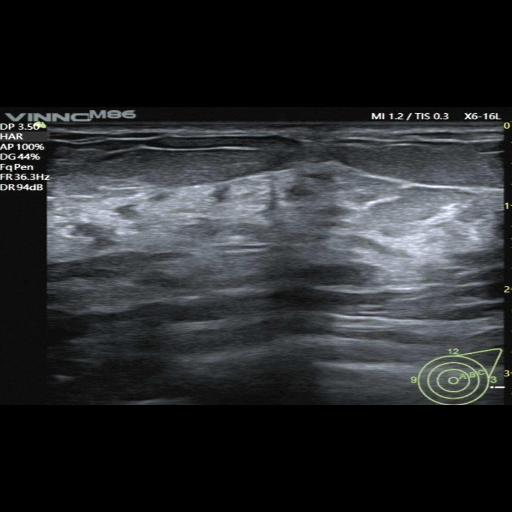 VINNO M86
MI 1.2 / TIS 0.3 X6-16L
DP 3.50
HAR
AP 100%
DG 44%
Fq Pen
FR 36.3Hz
DR 94dB
0
1
2
3
12
9
A B C
3